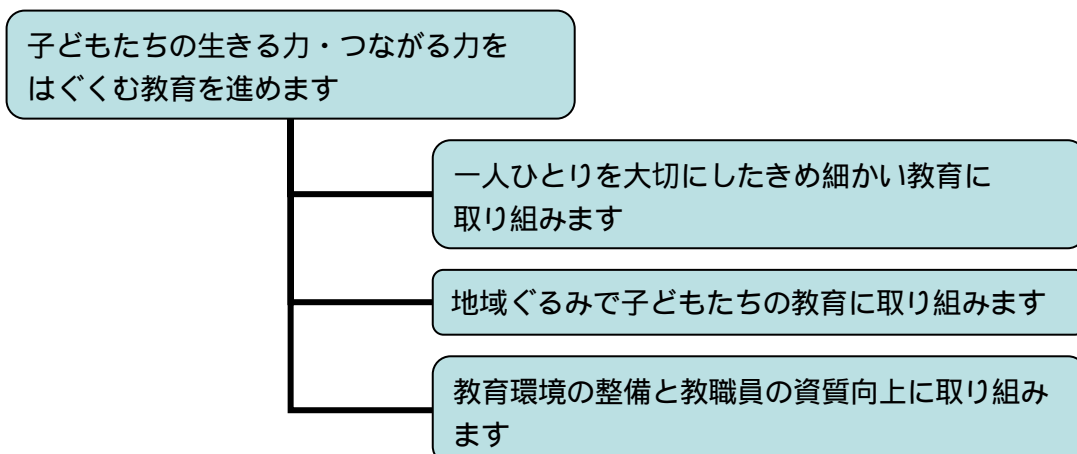 子どもたちの生きる力・つながる力を
はぐくむ教育を進めます
一人ひとりを大切にしたきめ細かい教育に
取り組みます
地域ぐるみで子どもたちの教育に取り組みます
教育環境の整備と教職員の資質向上に取り組み
ます